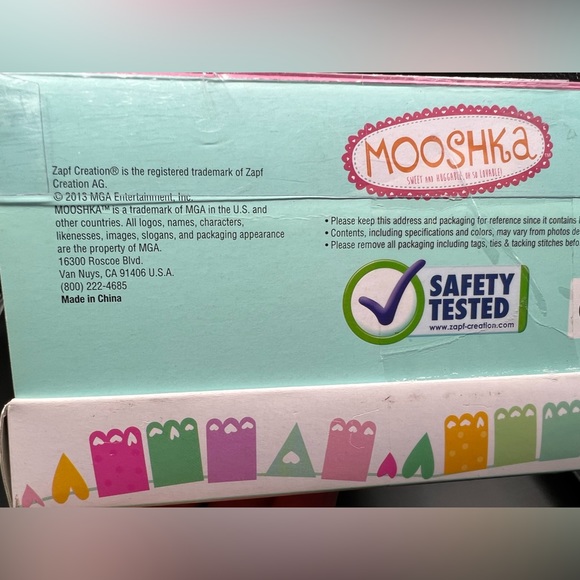 Zapf Creation® is the registered trademark of Zapf
Creation AG.
© 2013 MGA Entertainment, Inc.
MOOSHKA™ is a trademark of MGA in the U.S. and
other countries. All logos, names, characters,
likenesses, images, slogans, and packaging appearance
are the property of MGA.
16300 Roscoe Blvd.
Van Nuys, CA 91406 U.S.A.
(800) 222-4685
Made in China
MOOSHKa
SWEET AND HUGGABLE, OH SO LOVABLE!
• Please keep this address and packaging for reference since it contains
• Contents, including specifications and colors, may vary from photos
• Please remove all packaging including tags, ties & tacking stitches
SAFETY
TESTED
www.zapf-creation.com